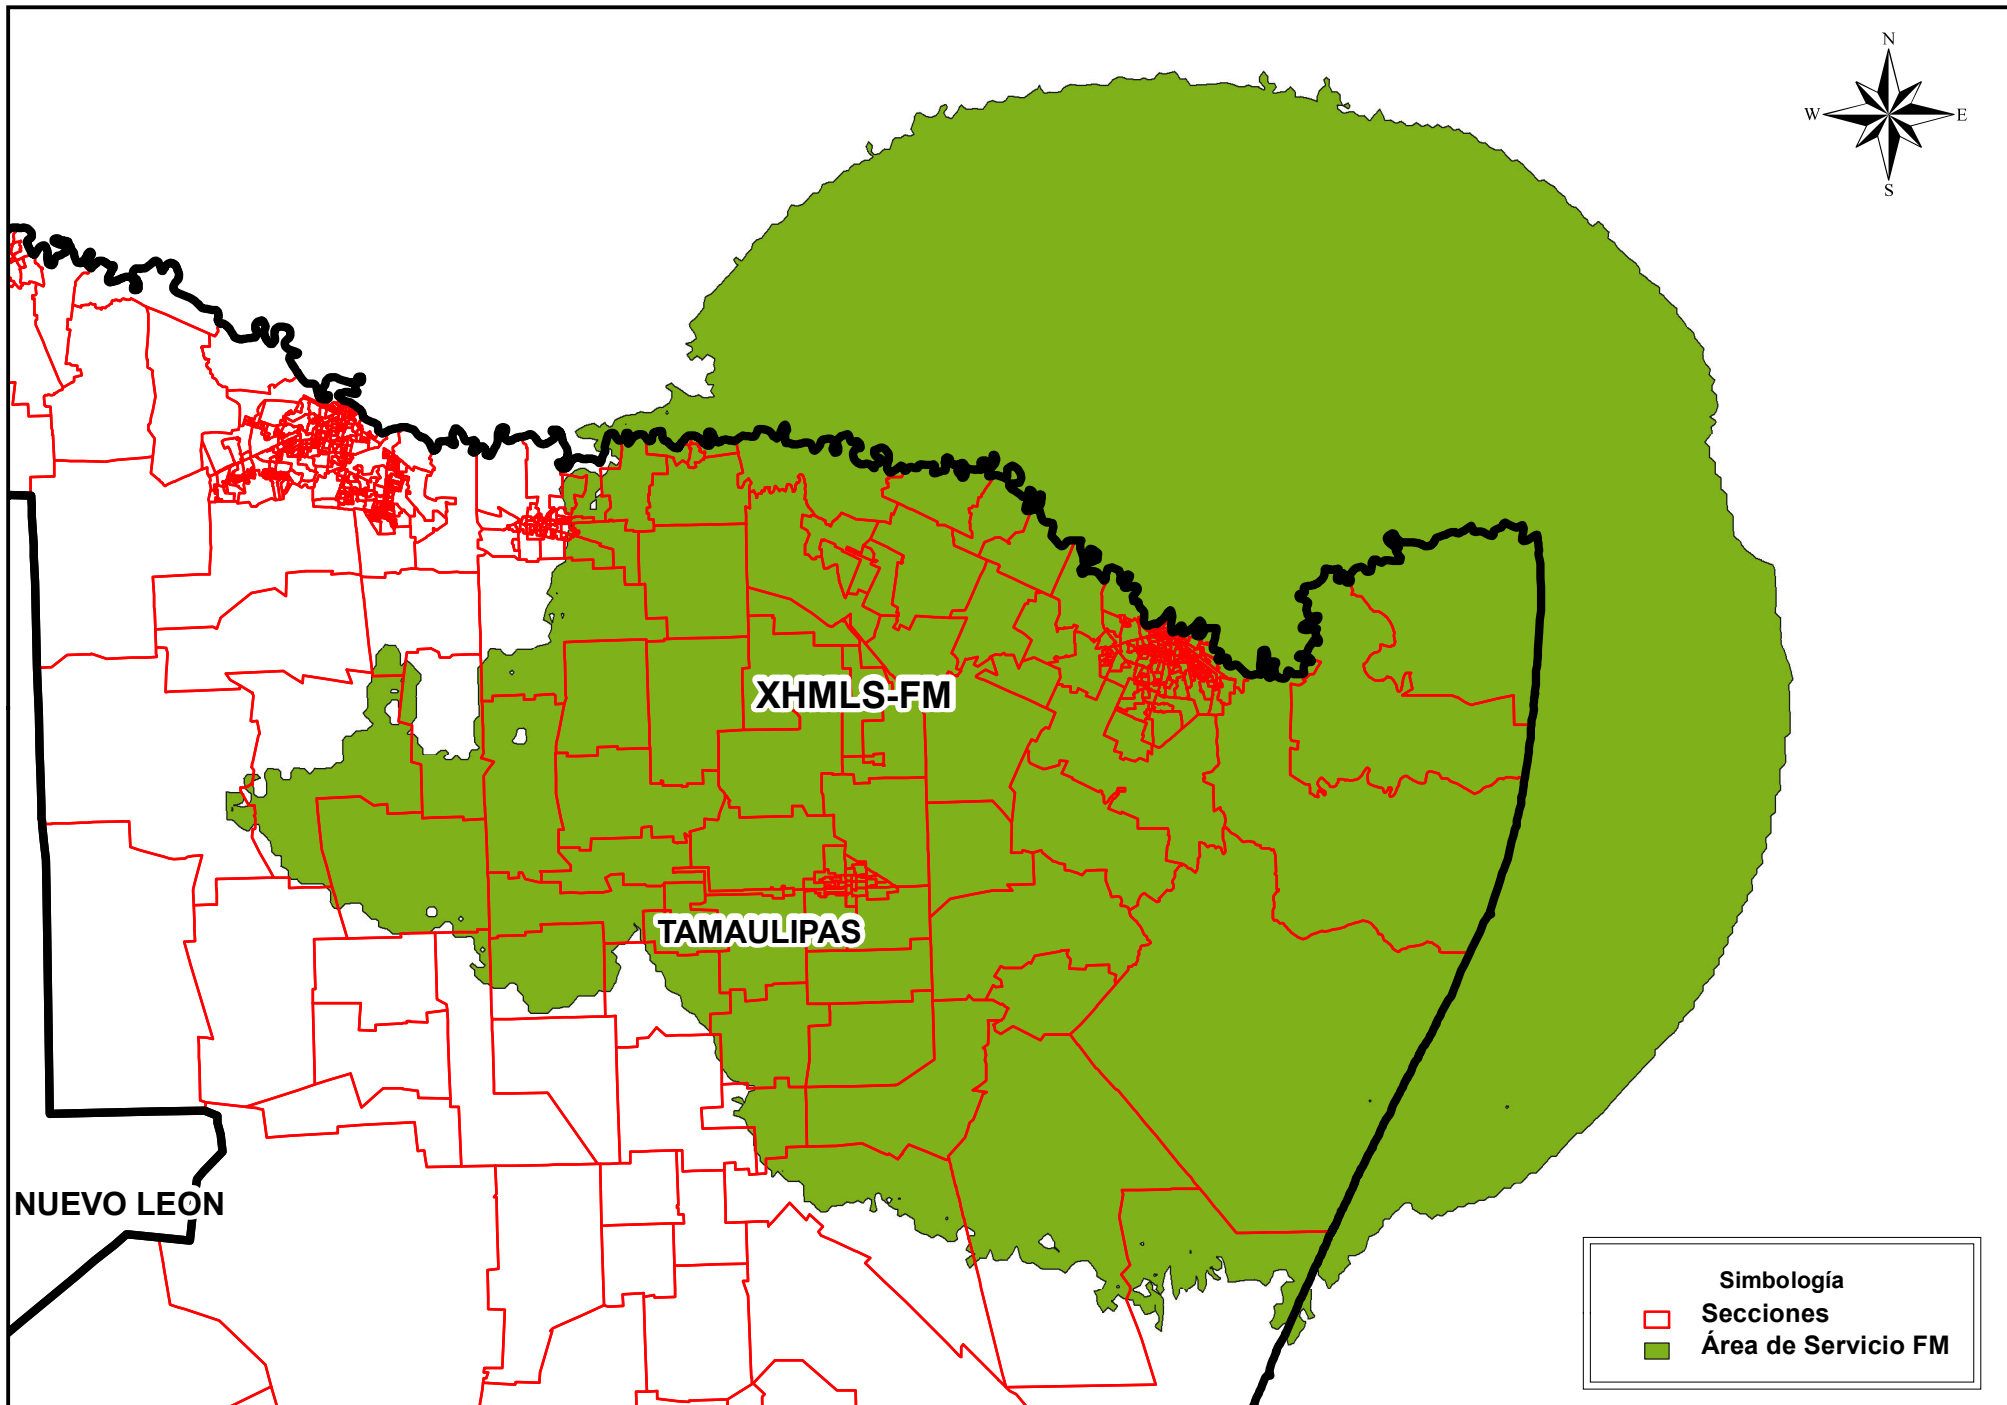 N
W E
S
XHMLS-FM
TAMAULIPAS
NUEVO LEON
Simbología
Secciones
Área de Servicio FM